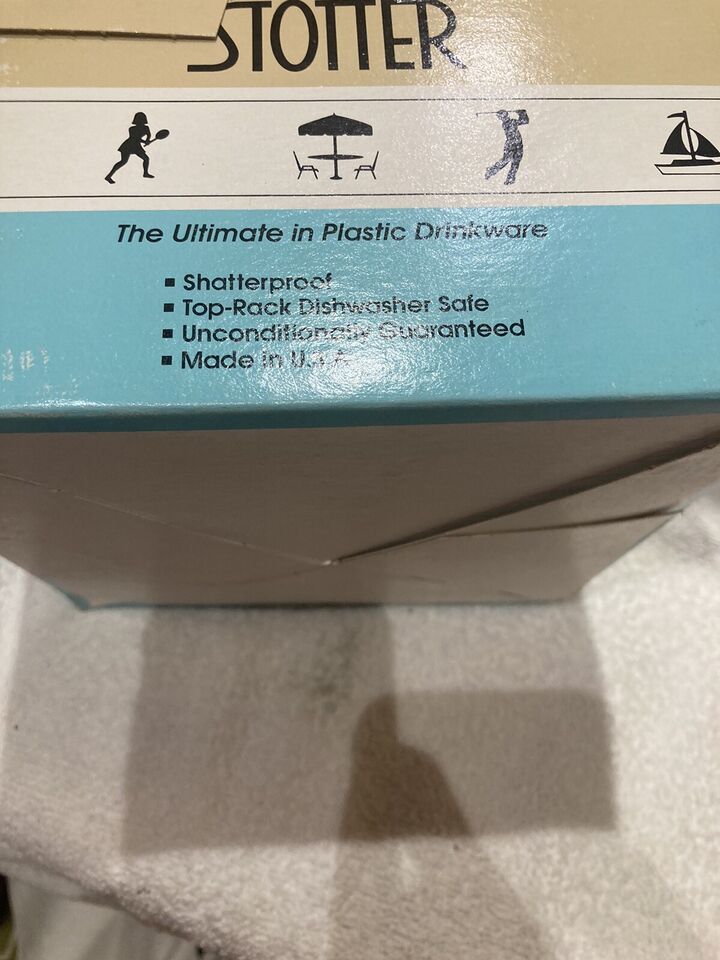 STOTTER
The Ultimate in Plastic Drinkware
▪ Shatterproof
▪ Top-Rack Dishwasher Safe
▪ Unconditionally Guaranteed
▪ Made in U.S.A.